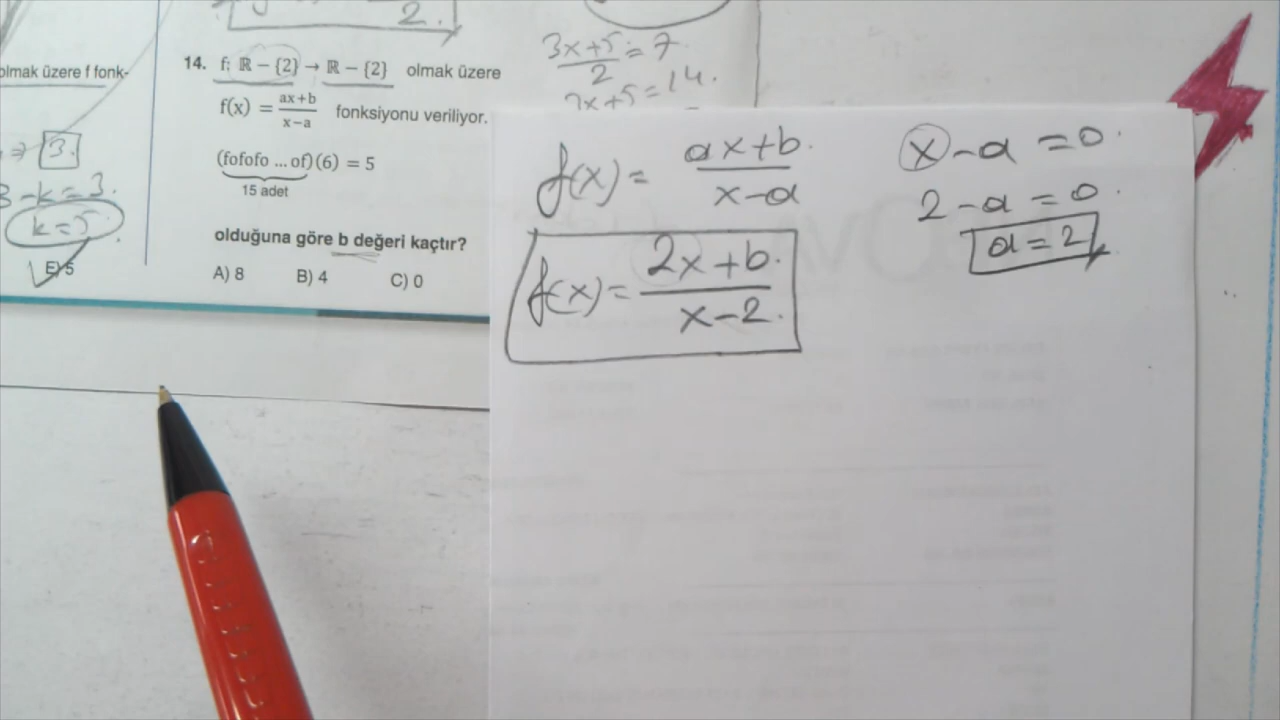 2.
olmak üzere f fonk-
3.
3-k=3.
k=5
E) 5
14. f: ℝ − {2} → ℝ − {2} olmak üzere
f(x) = ax+b / x−a fonksiyonu veriliyor.
(fofofo ... of)(6) = 5
15 adet
olduğuna göre b değeri kaçtır?
A) 8 B) 4 C) 0
3x+5 / 2 = 7
3x+5=14.
f(x)= ax+b / x-a
f(x)= 2x+b. / x-2.
x-a=0.
2-a=0.
a=2